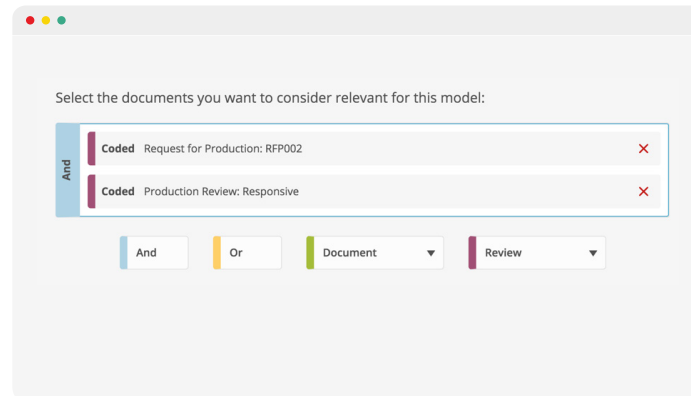 Select the documents you want to consider relevant for this model:
And
Coded Request for Production: RFP002
Coded Production Review: Responsive
And Or Document Review